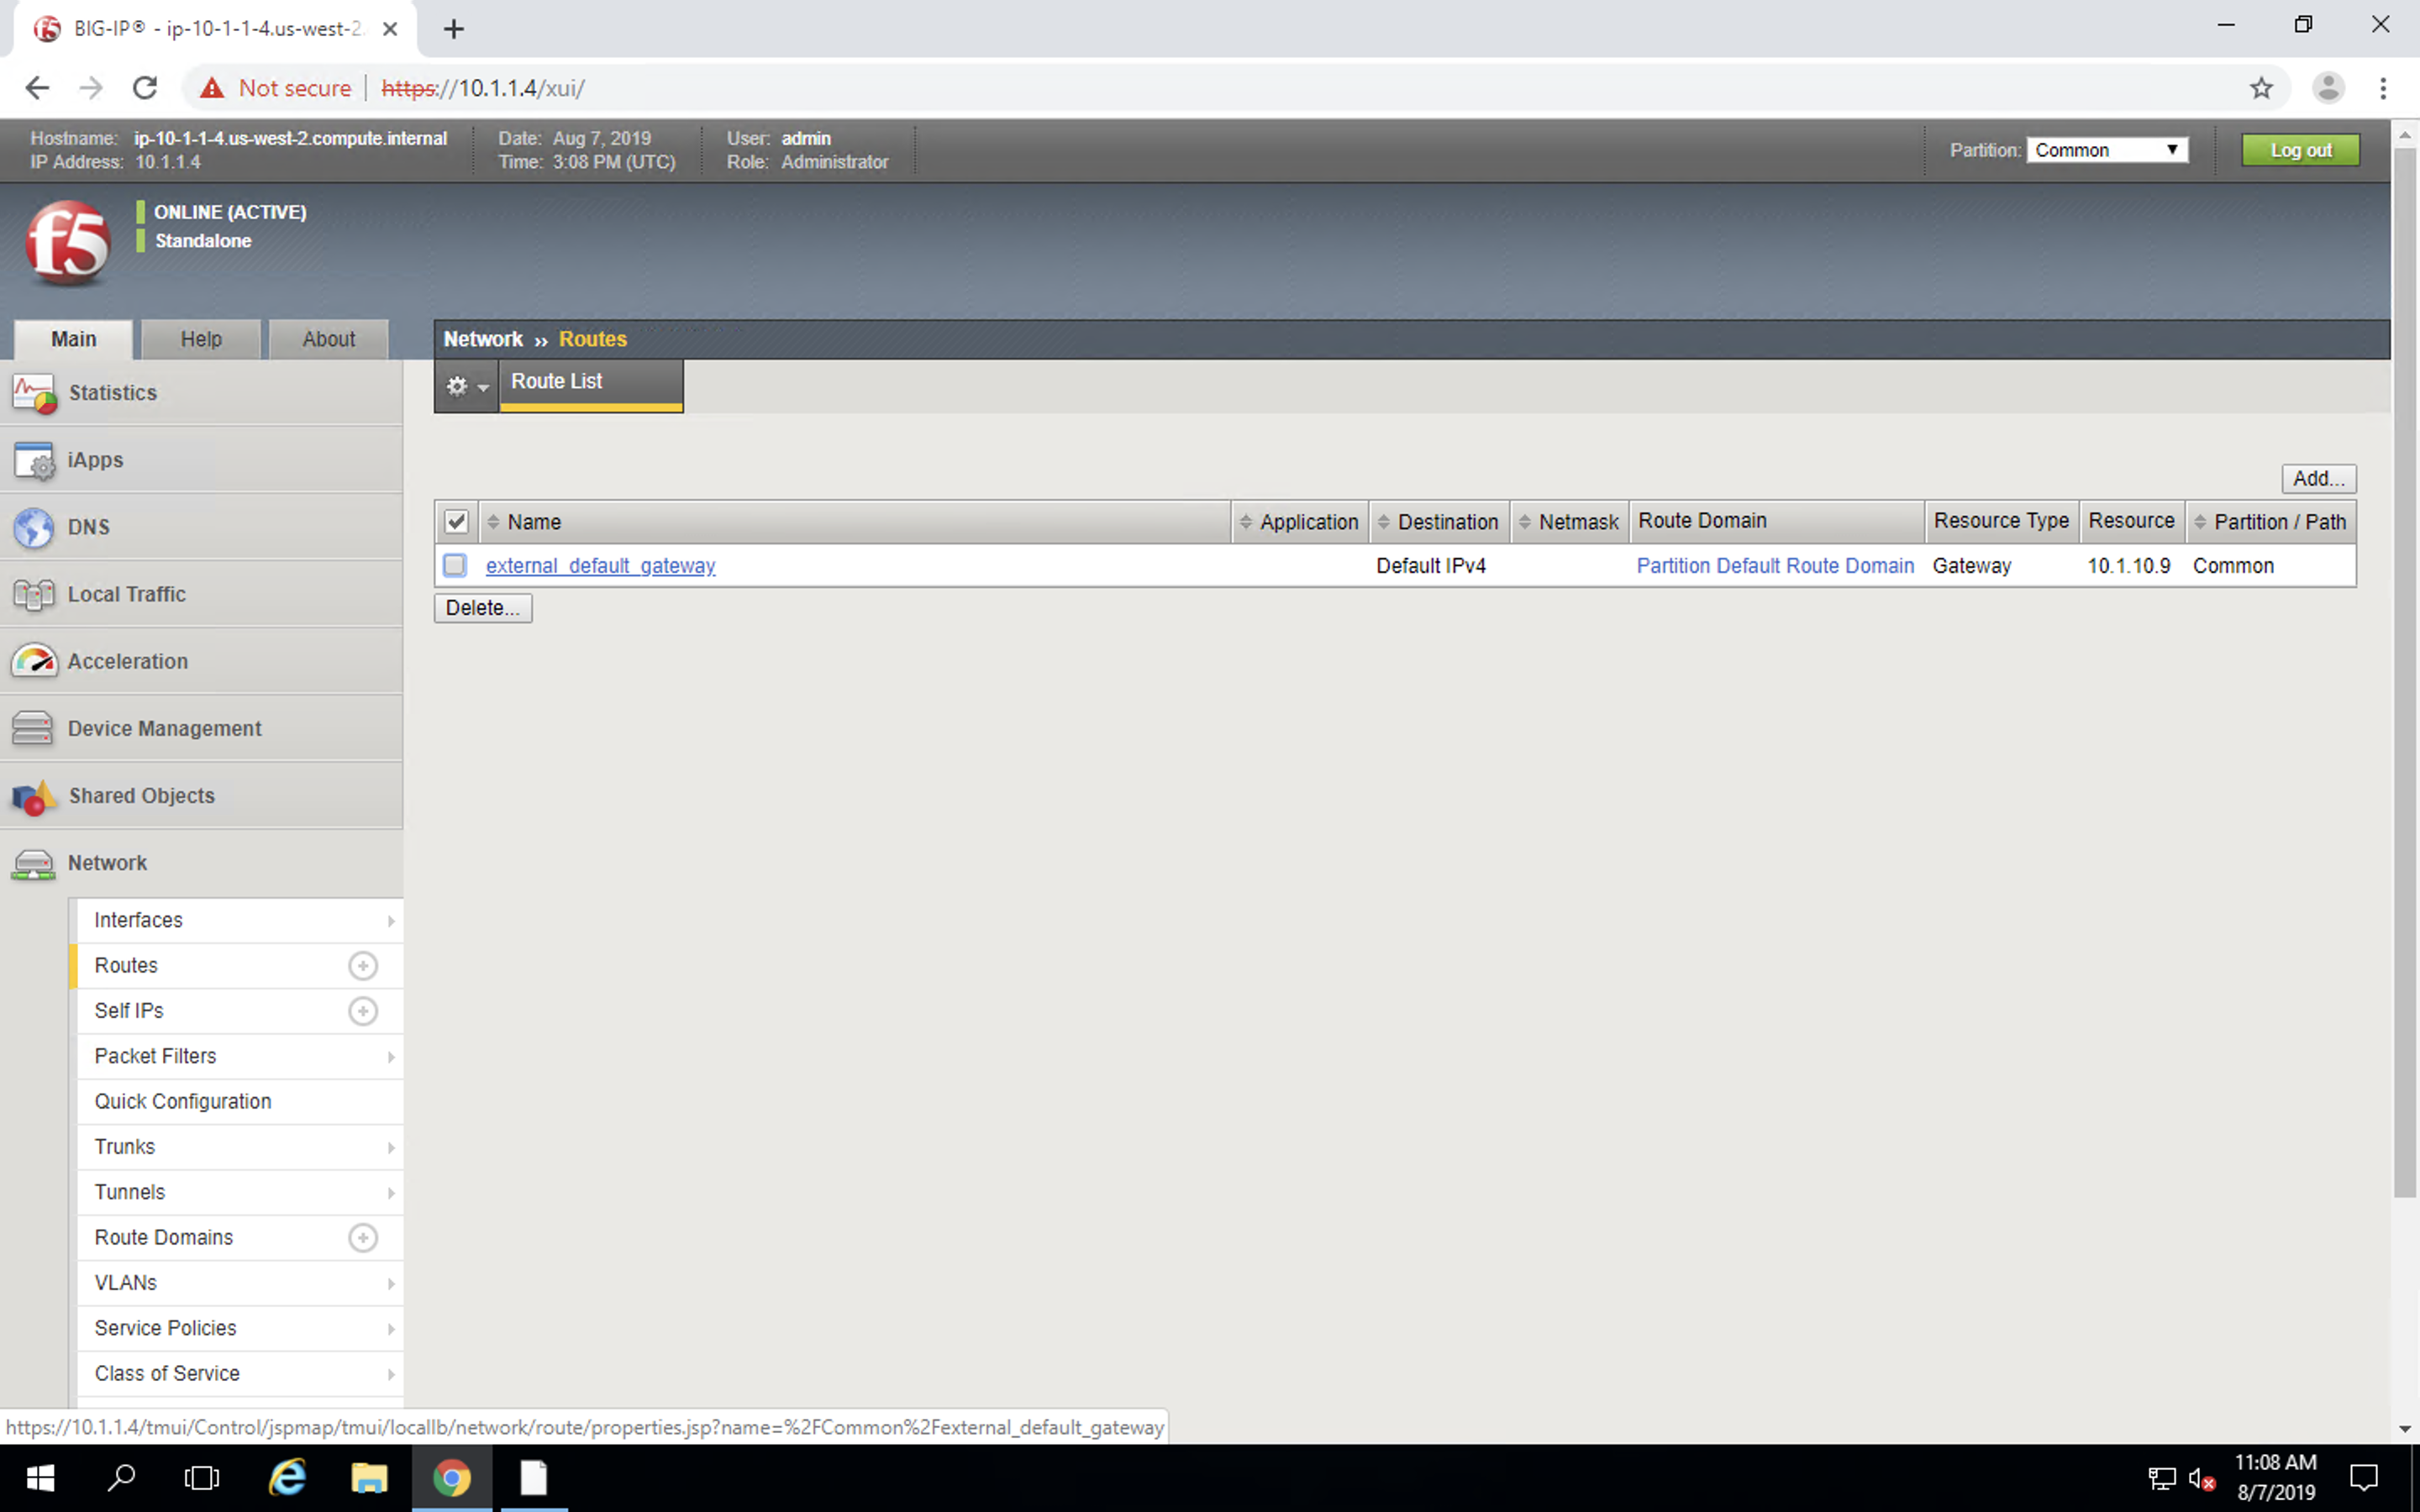 BIG-IP® - ip-10-1-1-4.us-west-2.
Not secure | https://10.1.1.4/xui/
Hostname: ip-10-1-1-4.us-west-2.compute.internal
IP Address: 10.1.1.4
Date: Aug 7, 2019
Time: 3:08 PM (UTC)
User: admin
Role: Administrator
Partition: Common
Log out
f5
ONLINE (ACTIVE)
Standalone
Main
Help
About
Network ›› Routes
Route List
Statistics
iApps
DNS
Local Traffic
Acceleration
Device Management
Shared Objects
Network
Interfaces
Routes
Self IPs
Packet Filters
Quick Configuration
Trunks
Tunnels
Route Domains
VLANs
Service Policies
Class of Service
Add...
Name Application Destination Netmask Route Domain Resource Type Resource Partition / Path
external_default_gateway Default IPv4 Partition Default Route Domain Gateway 10.1.10.9 Common
Delete...
https://10.1.1.4/tmui/Control/jspmap/tmui/locallb/network/route/properties.jsp?name=%2FCommon%2Fexternal_default_gateway
11:08 AM
8/7/2019